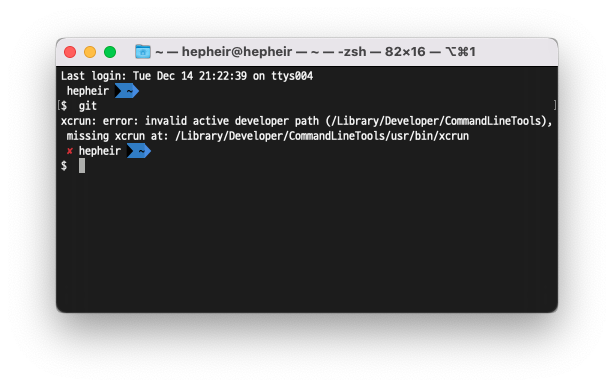 ~ — hepheir@hepheir — ~ — -zsh — 82×16 — ⌥⌘1
Last login: Tue Dec 14 21:22:39 on ttys004
hepheir ~
[$ git ]
xcrun: error: invalid active developer path (/Library/Developer/CommandLineTools),
missing xcrun at: /Library/Developer/CommandLineTools/usr/bin/xcrun
✘ hepheir ~
$